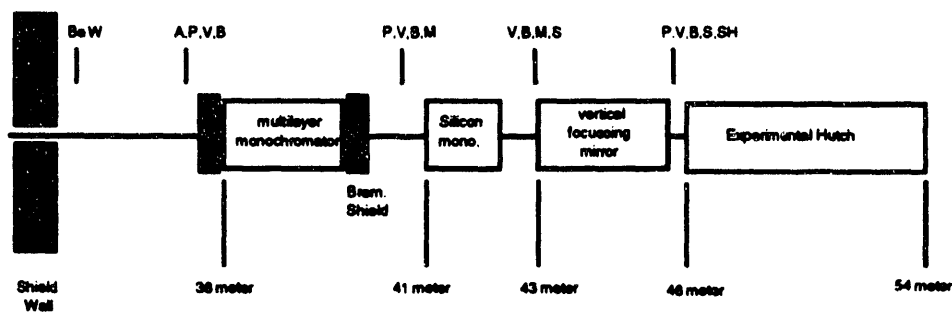 Be W
A,P,V,B
P,V,B,M
V,B,M,S
P,V,B,S,SH
multilayer
monochromator
Silicon
mono.
vertical
focussing
mirror
Experimental Hutch
Brem.
Shield
Shield
Wall
38 meter
41 meter
43 meter
46 meter
54 meter